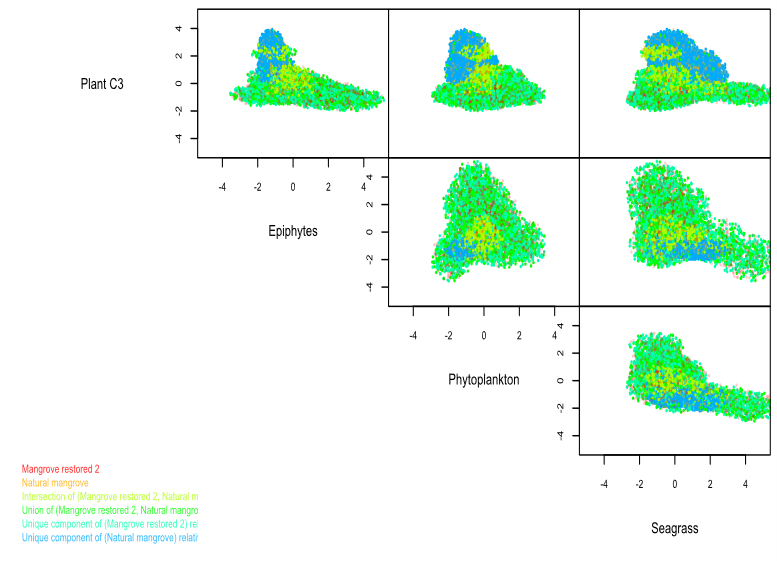 Plant C3
4
2
0
-2
-4
-4 -2 0 2 4
4
2
0
-2
-4
Epiphytes
-4 -2 0 2 4
4
2
0
-2
-4
Phytoplankton
Mangrove restored 2
Natural mangrove
Intersection of (Mangrove restored 2, Natural m
Union of (Mangrove restored 2, Natural mangro
Unique component of (Mangrove restored 2) rel
Unique component of (Natural mangrove) relati
-4 -2 0 2 4
Seagrass